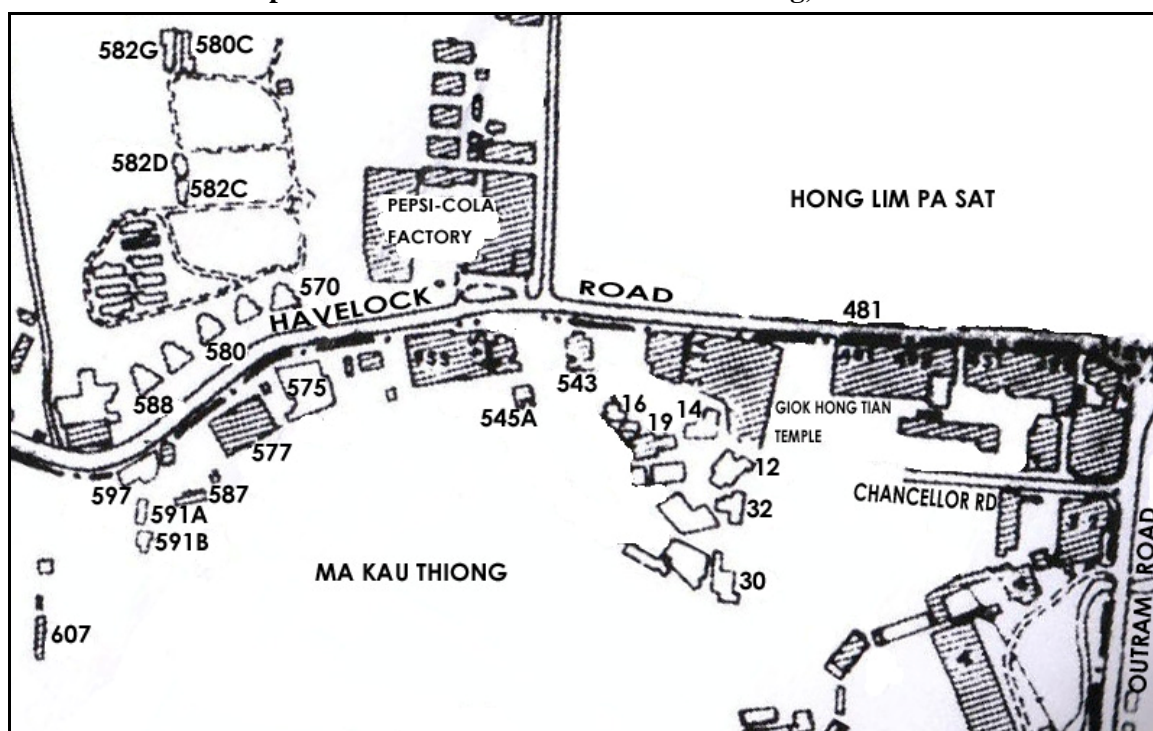 582G
580C
582D
582C
PEPSI-COLA
FACTORY
HONG LIM PA SAT
570
HAVELOCK
ROAD
481
580
588
575
577
543
545A
16
19
14
GIOK HONG TIAN
TEMPLE
12
32
30
597
587
591A
591B
CHANCELLOR RD
MA KAU THIONG
607
OUTRAM ROAD